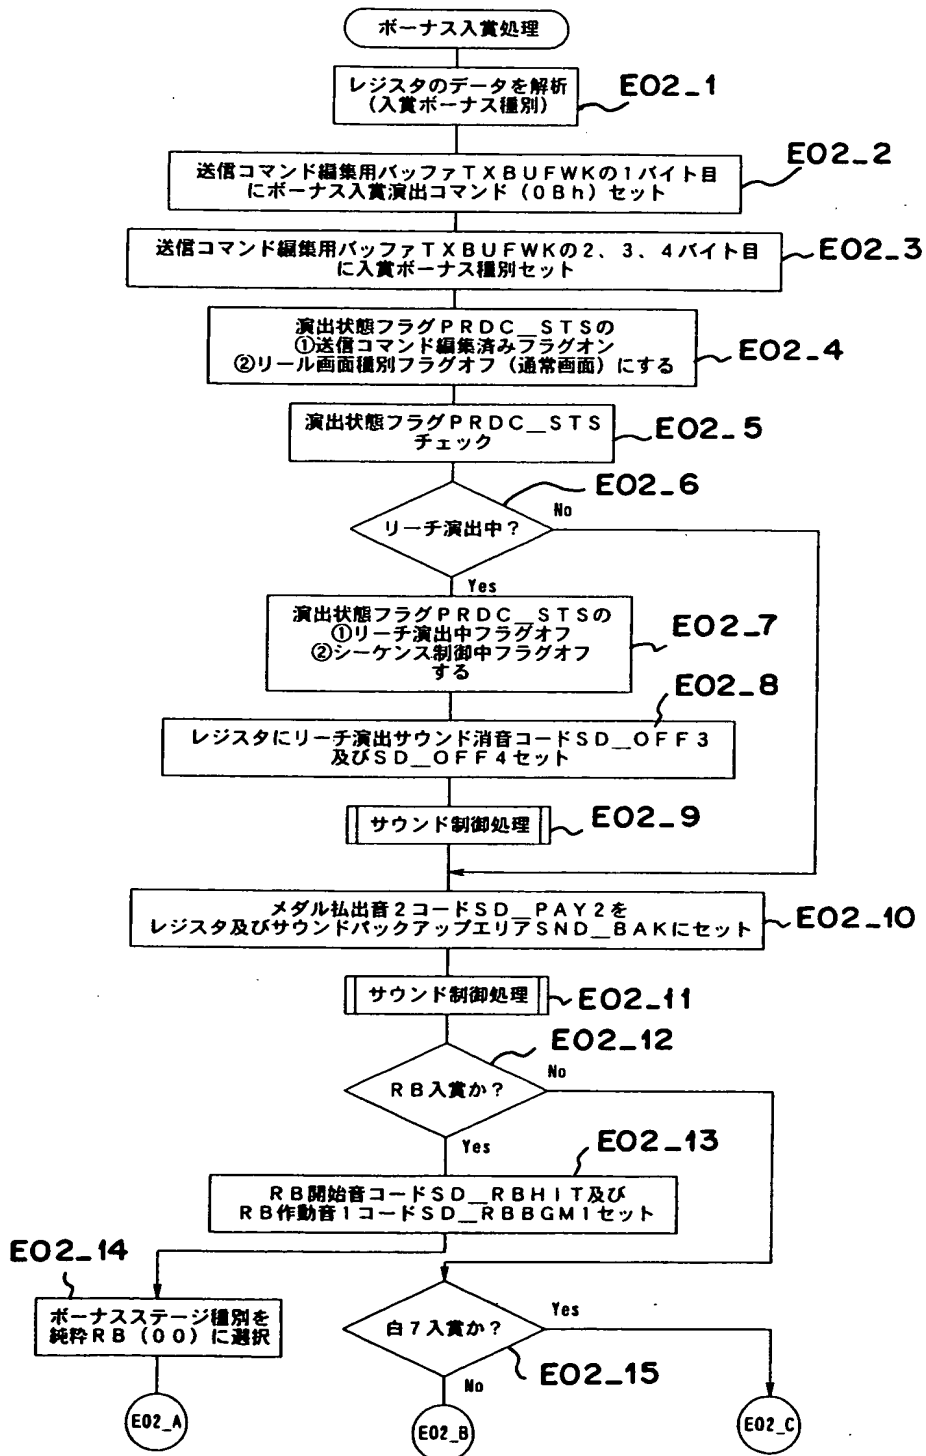 ボーナス入賞処理
レジスタのデータを解析
(入賞ボーナス種別)
E02_1
送信コマンド編集用バッファTXBUFWKの1バイト目
にボーナス入賞演出コマンド(0Bh)セット
E02_2
送信コマンド編集用バッファTXBUFWKの2、3、4バイト目
に入賞ボーナス種別セット
E02_3
演出状態フラグPRDC__STSの
①送信コマンド編集済みフラグオン
②リール画面種別フラグオフ(通常画面)にする
E02_4
演出状態フラグPRDC__STS
チェック
E02_5
E02_6
リーチ演出中?
No
Yes
演出状態フラグPRDC__STSの
①リーチ演出中フラグオフ
②シーケンス制御中フラグオフ
する
E02_7
E02_8
レジスタにリーチ演出サウンド消音コードSD__OFF3
及びSD__OFF4セット
サウンド制御処理
E02_9
メダル払出音2コードSD__PAY2を
レジスタ及びサウンドバックアップエリアSND__BAKにセット
E02_10
サウンド制御処理
E02_11
E02_12
RB入賞か?
No
Yes
E02_13
RB開始音コードSD__RBHIT及び
RB作動音1コードSD__RBBGM1セット
E02_14
ボーナスステージ種別を
純粋RB(00)に選択
白7入賞か?
Yes
E02_15
No
E02_A
E02_B
E02_C